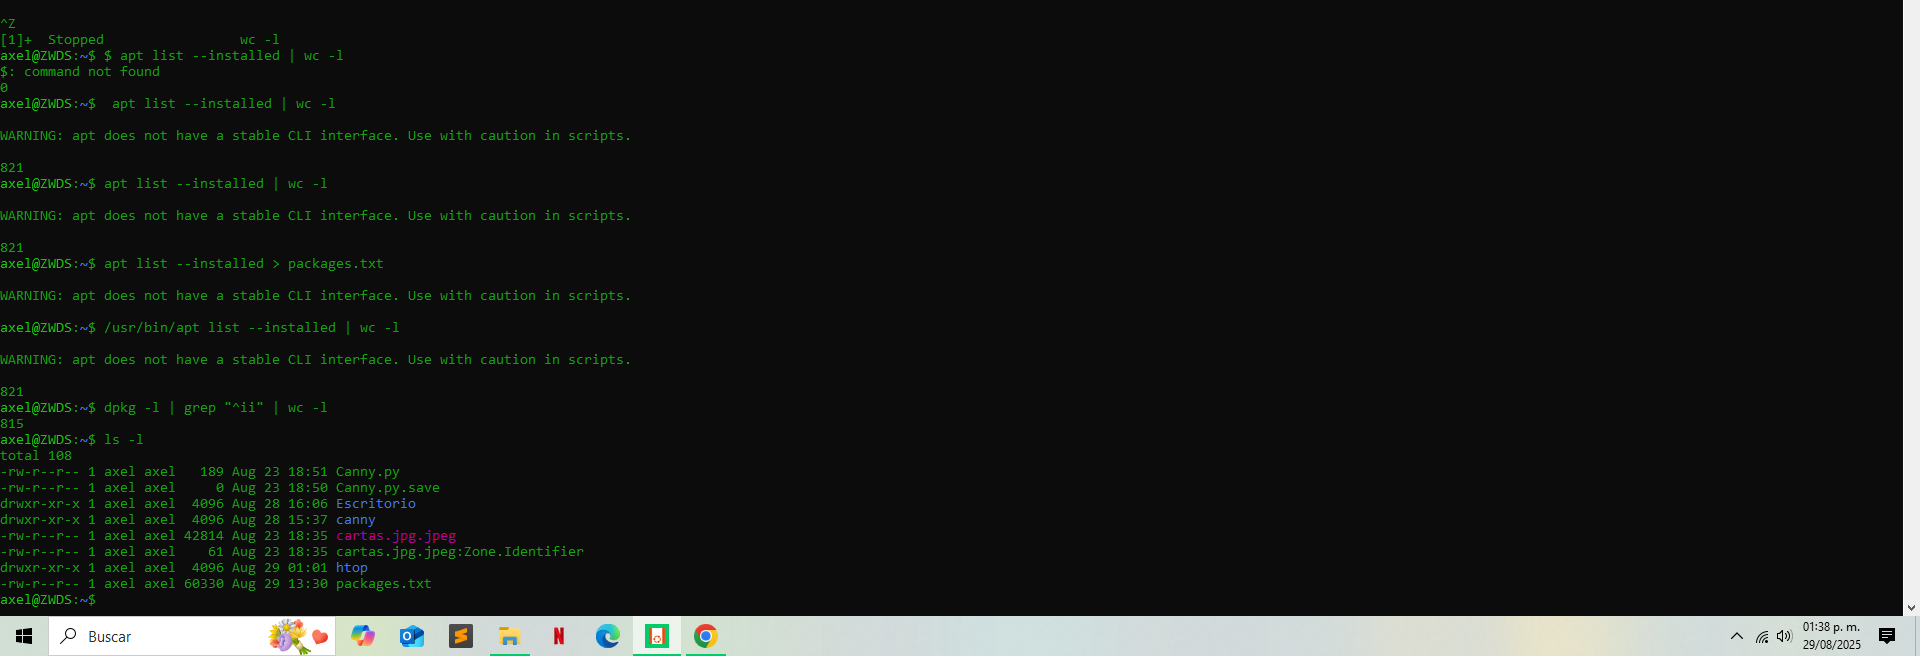 ^Z
[1]+  Stopped                 wc -l
axel@ZWDS:~$ $ apt list --installed | wc -l
$: command not found
0
axel@ZWDS:~$  apt list --installed | wc -l
WARNING: apt does not have a stable CLI interface. Use with caution in scripts.
821
axel@ZWDS:~$ apt list --installed | wc -l
WARNING: apt does not have a stable CLI interface. Use with caution in scripts.
821
axel@ZWDS:~$ apt list --installed > packages.txt
WARNING: apt does not have a stable CLI interface. Use with caution in scripts.
axel@ZWDS:~$ /usr/bin/apt list --installed | wc -l
WARNING: apt does not have a stable CLI interface. Use with caution in scripts.
821
axel@ZWDS:~$ dpkg -l | grep "^ii" | wc -l
815
axel@ZWDS:~$ ls -l
total 108
-rw-r--r-- 1 axel axel   189 Aug 23 18:51 Canny.py
-rw-r--r-- 1 axel axel     0 Aug 23 18:50 Canny.py.save
drwxr-xr-x 1 axel axel  4096 Aug 28 16:06 Escritorio
drwxr-xr-x 1 axel axel  4096 Aug 28 15:37 canny
-rw-r--r-- 1 axel axel 42814 Aug 23 18:35 cartas.jpg.jpeg
-rw-r--r-- 1 axel axel    61 Aug 23 18:35 cartas.jpg.jpeg:Zone.Identifier
drwxr-xr-x 1 axel axel  4096 Aug 29 01:01 htop
-rw-r--r-- 1 axel axel 60330 Aug 29 13:30 packages.txt
axel@ZWDS:~$
Buscar
01:38 p. m.
29/08/2025